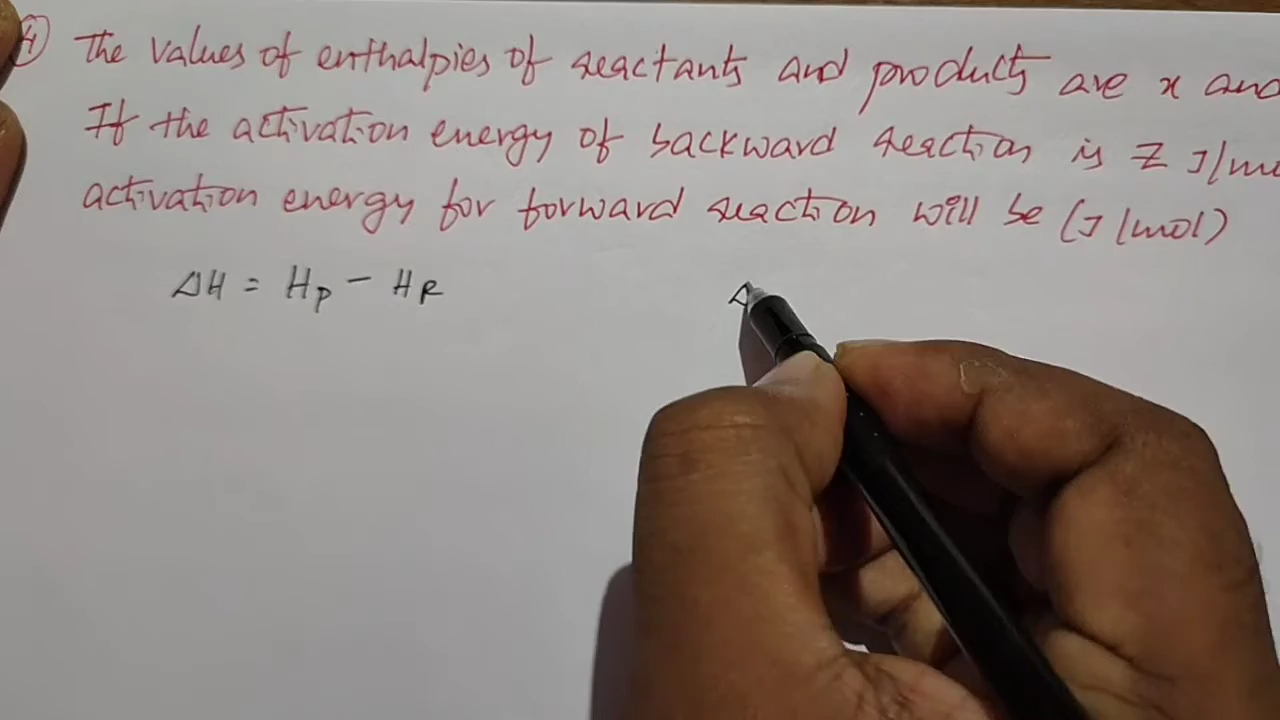 4 The values of enthalpies of reactants and products are x and
If the activation energy of backward reaction is Z J/mo
activation energy for forward reaction will be (J/mol)
ΔH = Hp - HR
Δ